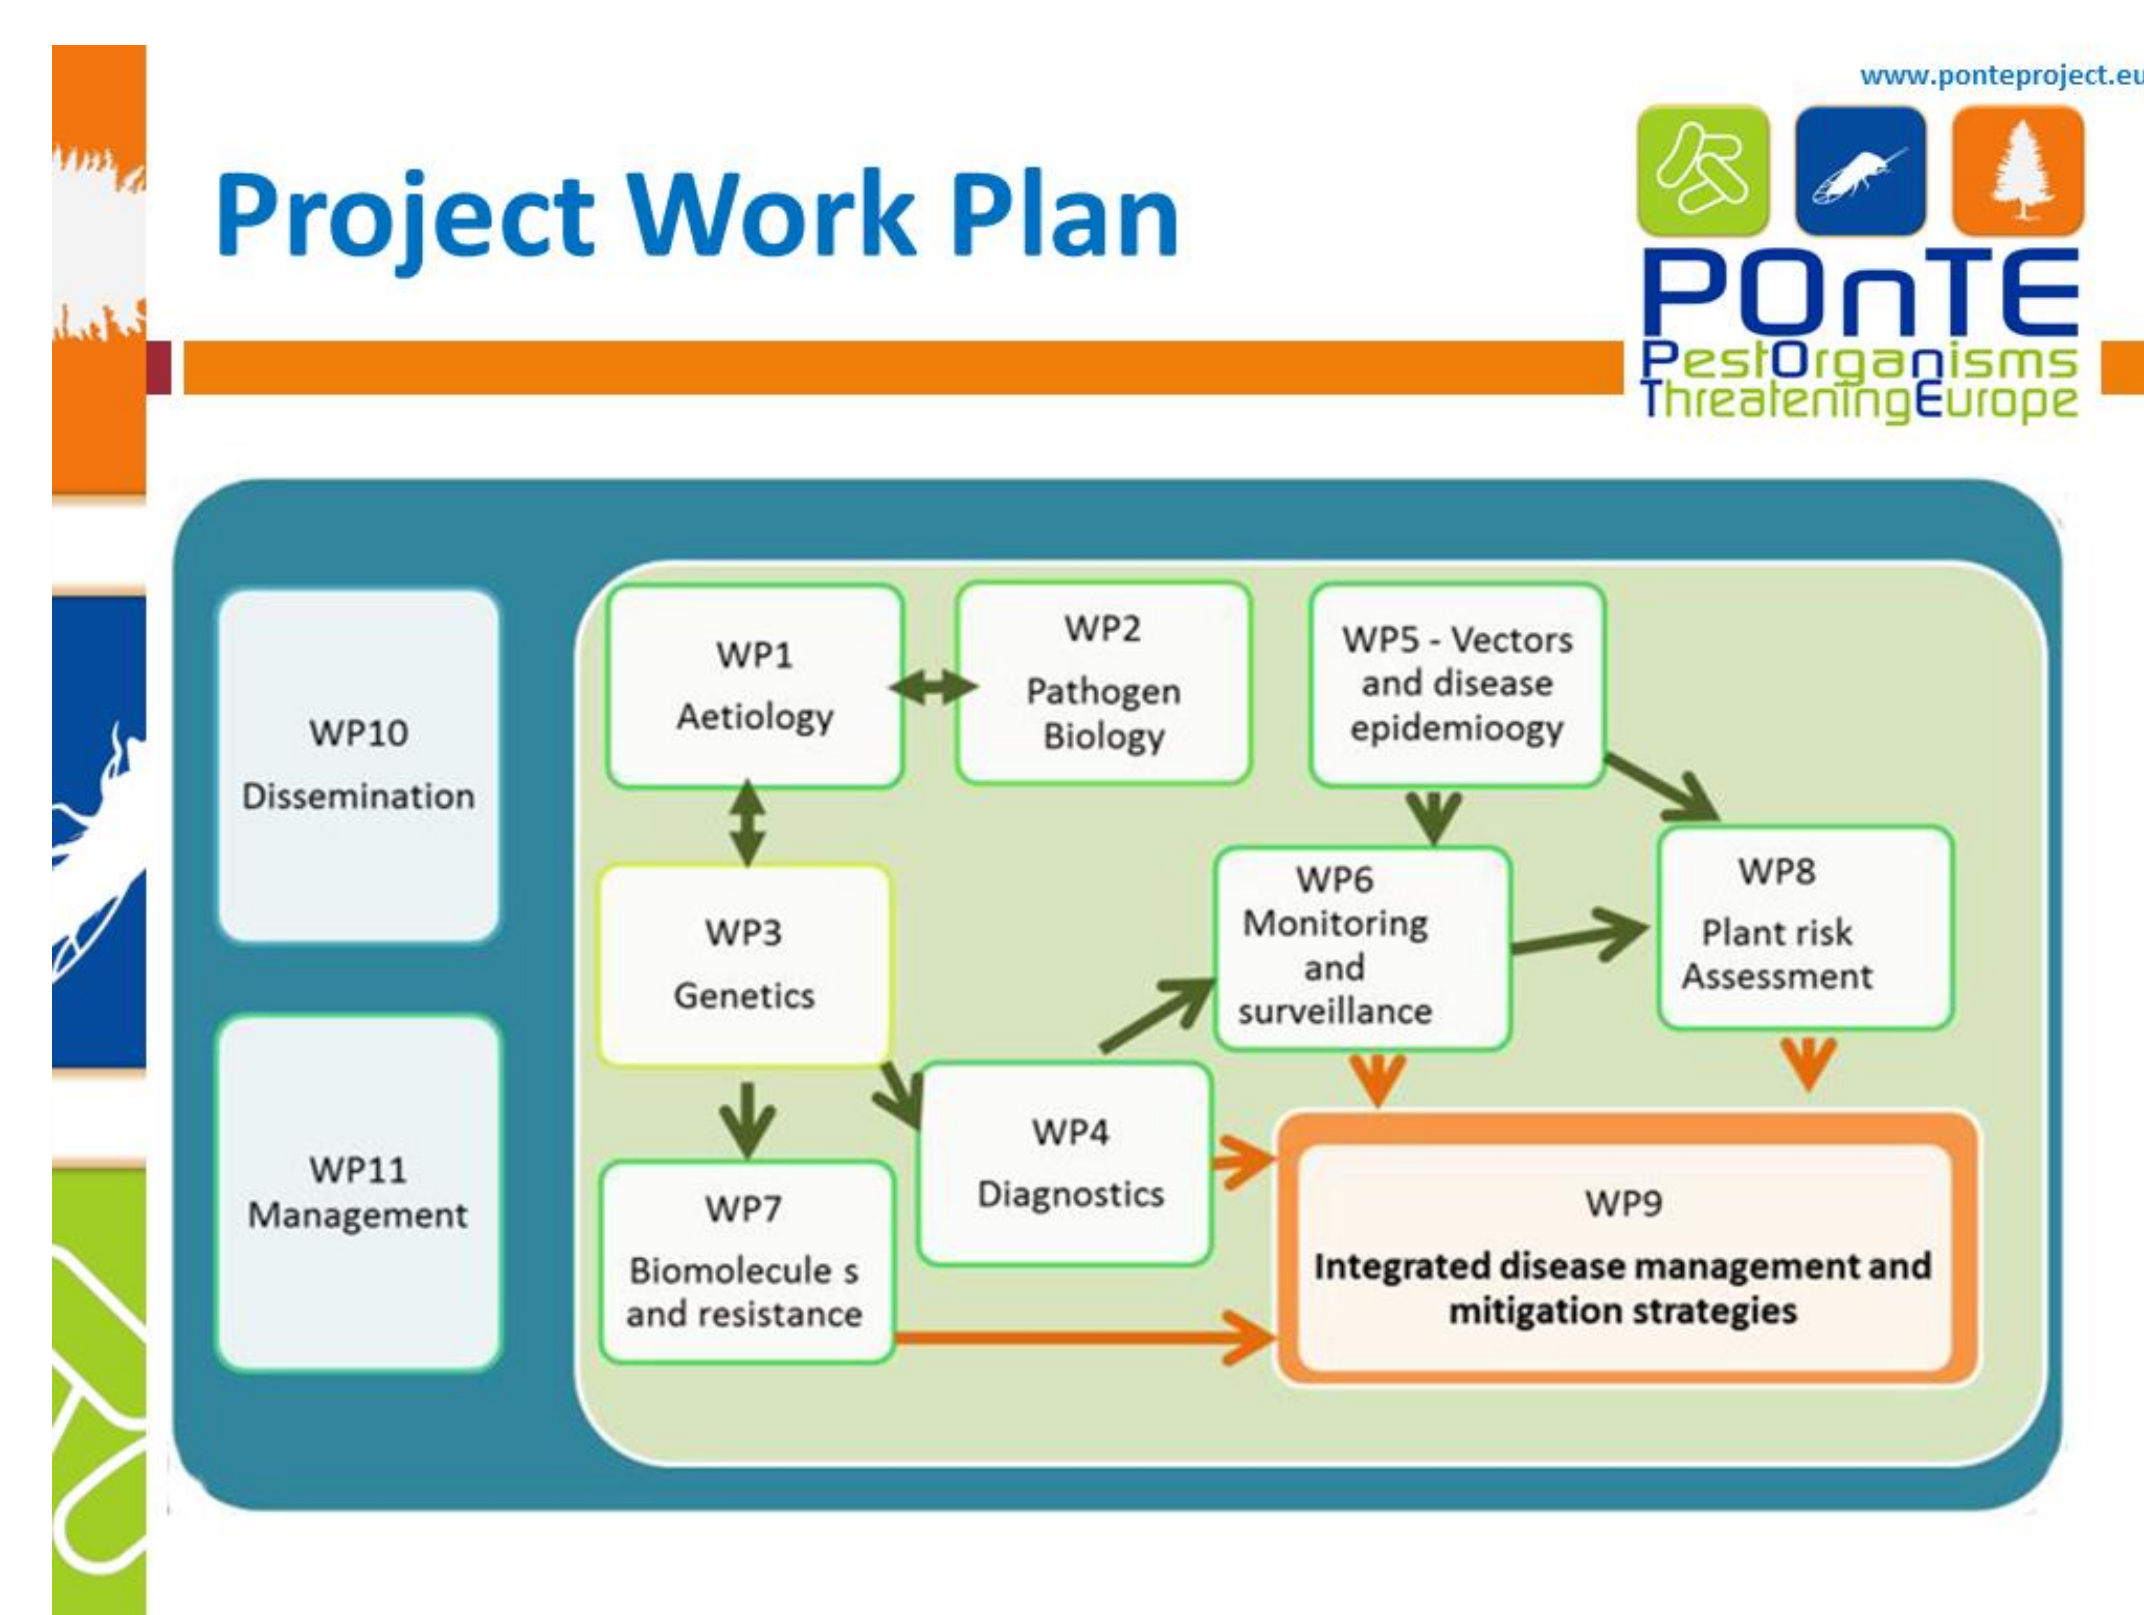 www.ponteproject.eu
Project Work Plan
POnTE
PestOrganisms
ThreateningEurope
WP10
Dissemination
WP11
Management
WP1
Aetiology
WP2
Pathogen
Biology
WP5 - Vectors
and disease
epidemioogy
WP3
Genetics
WP6
Monitoring
and
surveillance
WP8
Plant risk
Assessment
WP7
Biomolecule s
and resistance
WP4
Diagnostics
WP9
Integrated disease management and
mitigation strategies